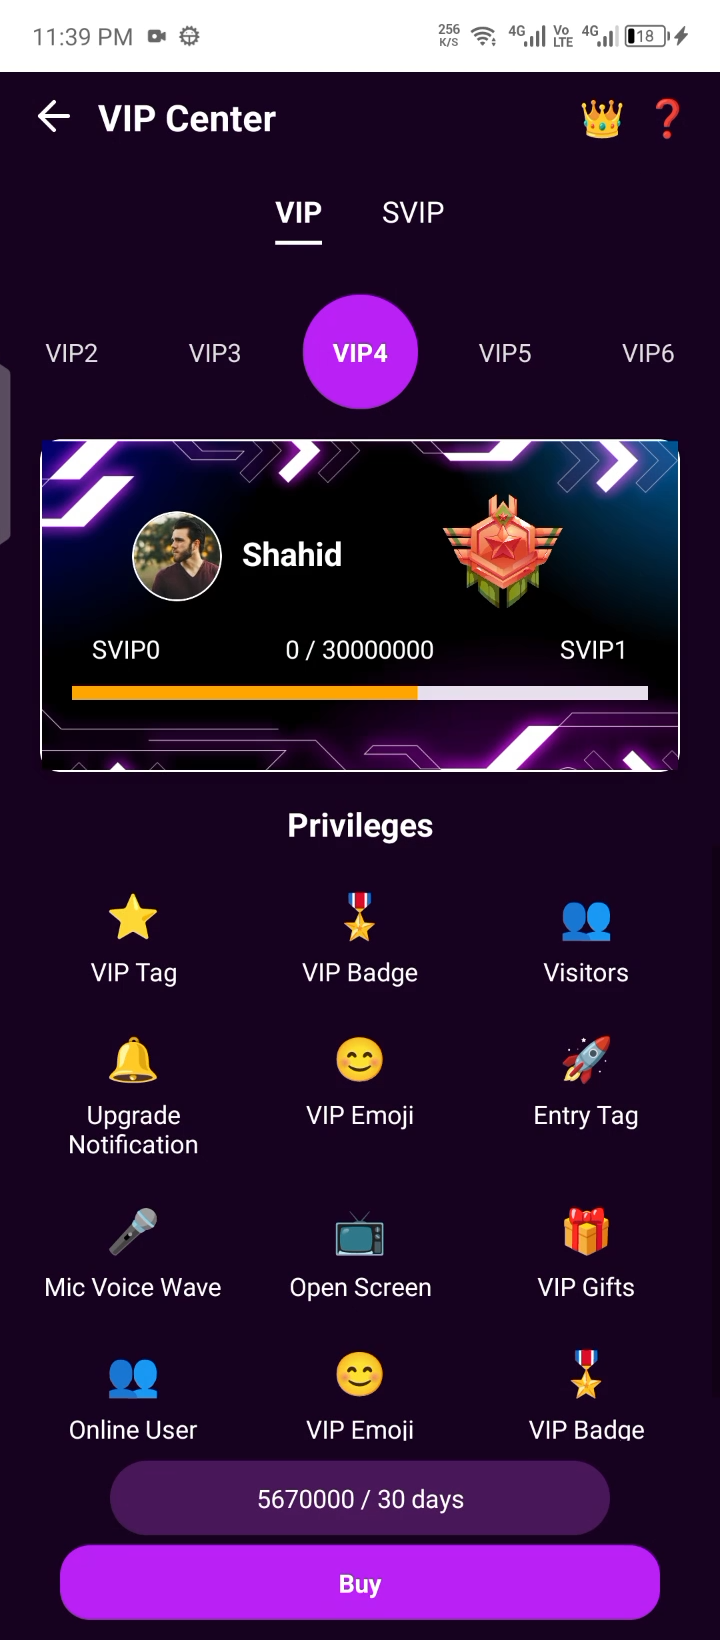 11:39 PM
256 K/S 4G Vo LTE 4G 18
VIP Center
VIP SVIP
VIP2 VIP3 VIP4 VIP5 VIP6
Shahid
SVIP0 0 / 30000000 SVIP1
Privileges
VIP Tag VIP Badge Visitors
Upgrade Notification VIP Emoji Entry Tag
Mic Voice Wave Open Screen VIP Gifts
Online User VIP Emoji VIP Badge
5670000 / 30 days
Buy